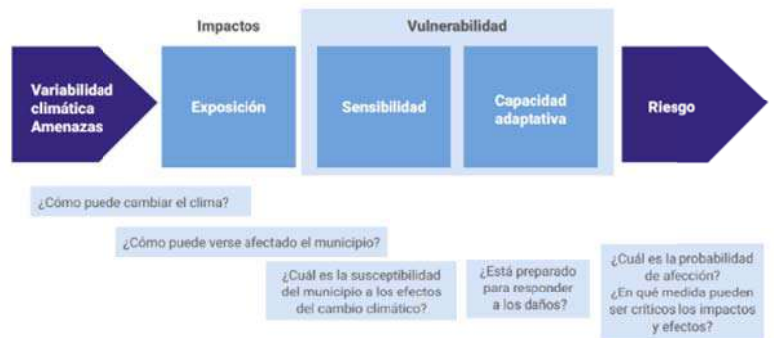 Impactos
Vulnerabilidad
Variabilidad
climática
Amenazas
Exposición
Sensibilidad
Capacidad
adaptativa
Riesgo
¿Cómo puede cambiar el clima?
¿Cómo puede verse afectado el municipio?
¿Cuál es la susceptibilidad
del municipio a los efectos
del cambio climático?
¿Está preparado
para responder
a los daños?
¿Cuál es la probabilidad
de afección?
¿En qué medida pueden
ser críticos los impactos
y efectos?